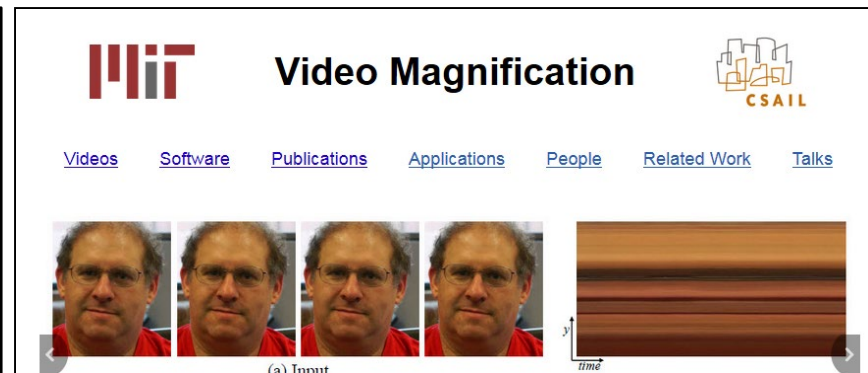 MIT
Video Magnification
CSAIL
Videos Software Publications Applications People Related Work Talks
y
time
(a) Input